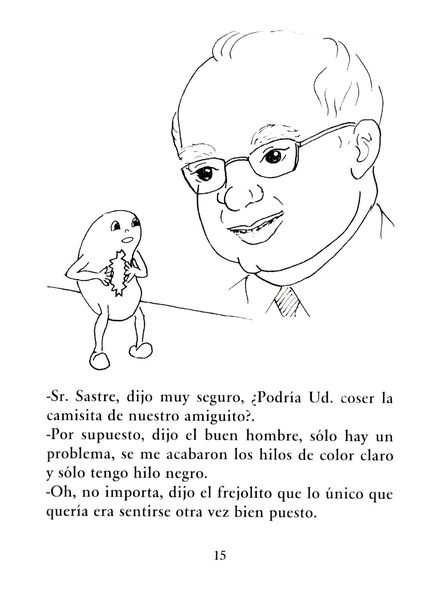 -Sr. Sastre, dijo muy seguro, ¿Podría Ud. coser la
camisita de nuestro amiguito?.
-Por supuesto, dijo el buen hombre, sólo hay un
problema, se me acabaron los hilos de color claro
y sólo tengo hilo negro.
-Oh, no importa, dijo el frejolito que lo único que
quería era sentirse otra vez bien puesto.
15